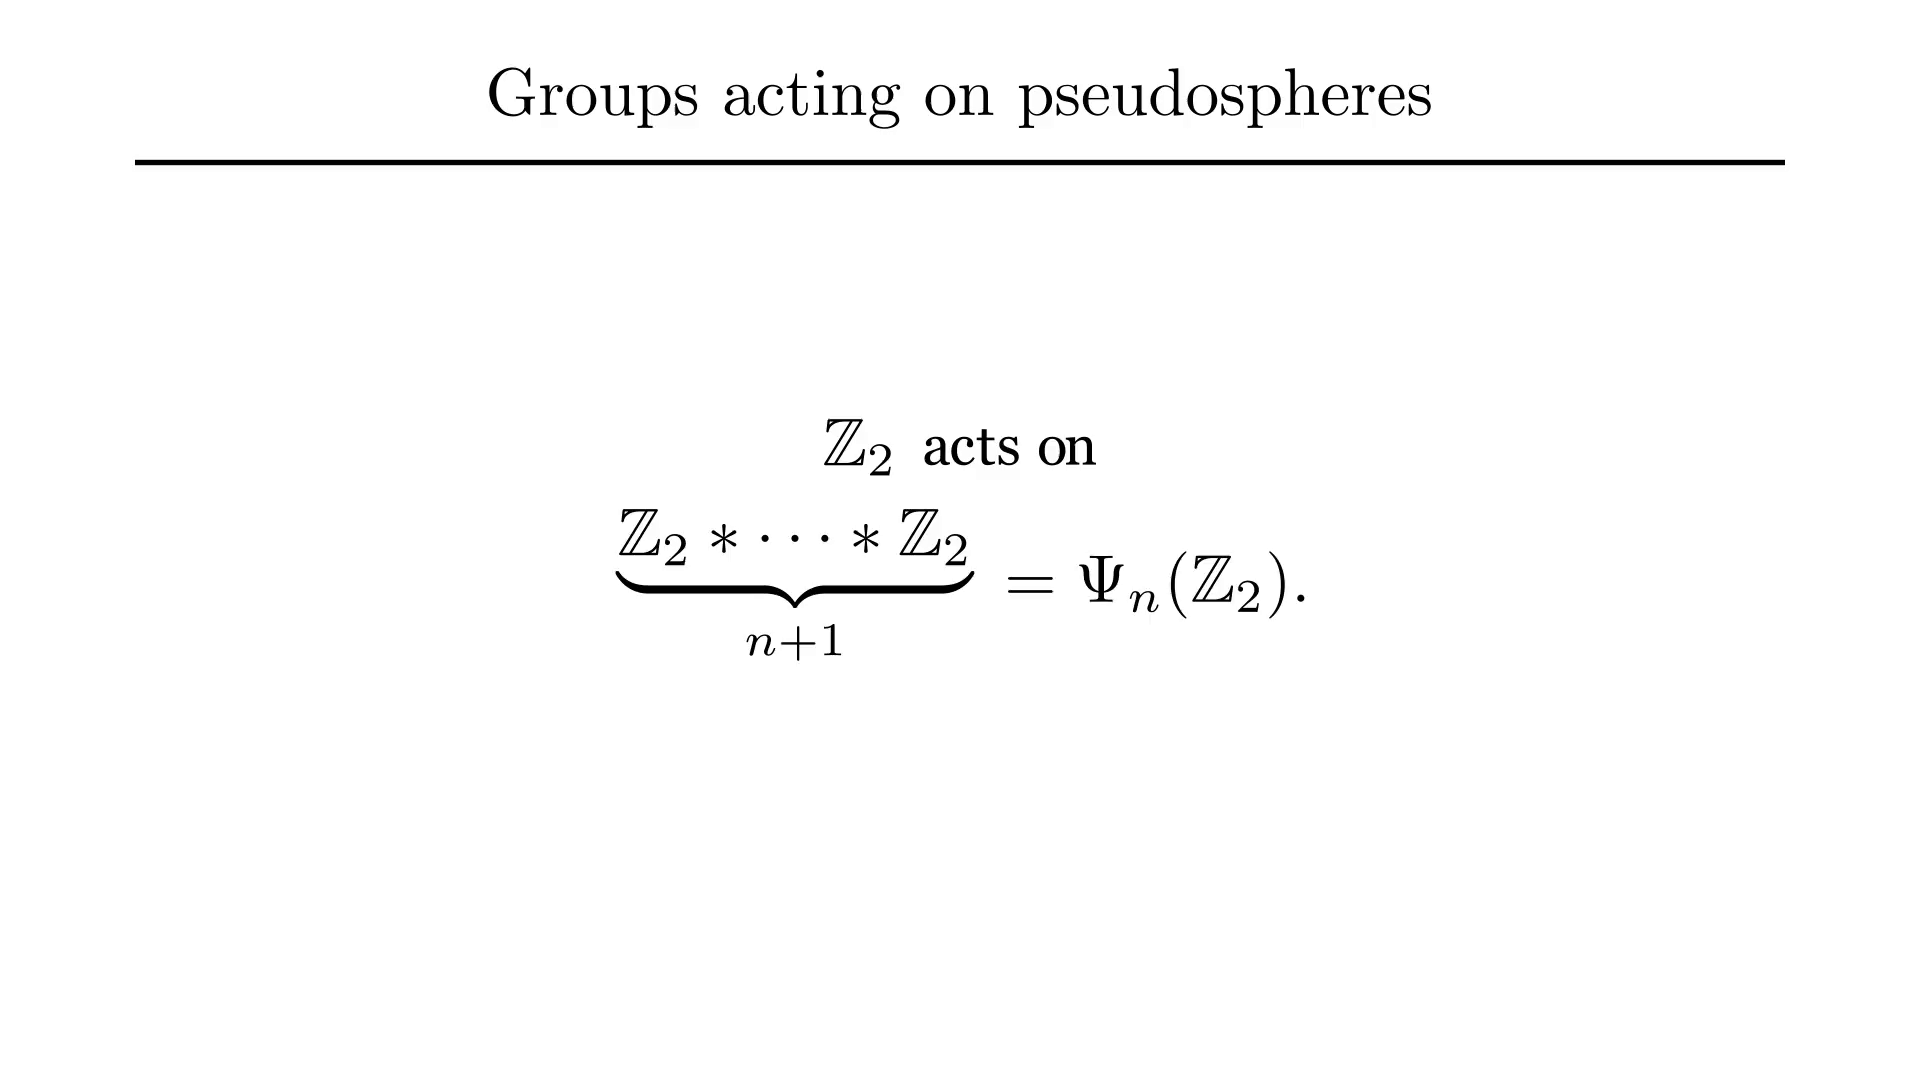 Groups acting on pseudospheres
ℤ₂ acts on
ℤ₂ * ⋯ * ℤ₂ = Ψₙ(ℤ₂).
n+1